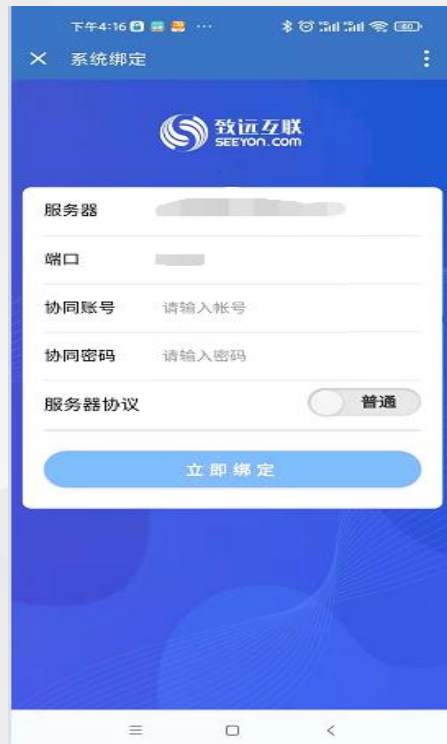 下午4:16
60
系统绑定
致远互联
SEEYON.COM
服务器
端口
协同账号 请输入帐号
协同密码 请输入密码
服务器协议 普通
立即绑定